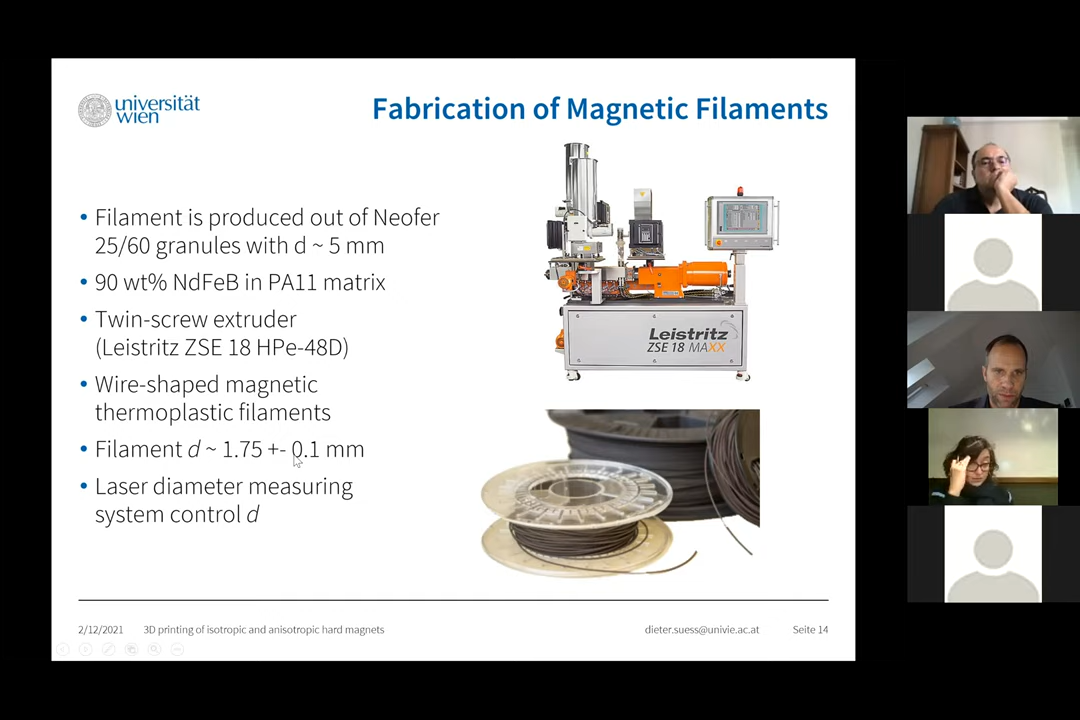 universität
wien
Fabrication of Magnetic Filaments
• Filament is produced out of Neofer
25/60 granules with d ~ 5 mm
• 90 wt% NdFeB in PA11 matrix
• Twin-screw extruder
(Leistritz ZSE 18 HPe-48D)
• Wire-shaped magnetic
thermoplastic filaments
• Filament d ~ 1.75 +- 0.1 mm
• Laser diameter measuring
system control d
Leistritz
ZSE 18 MAXX
2/12/2021 3D printing of isotropic and anisotropic hard magnets dieter.suess@univie.ac.at Seite 14